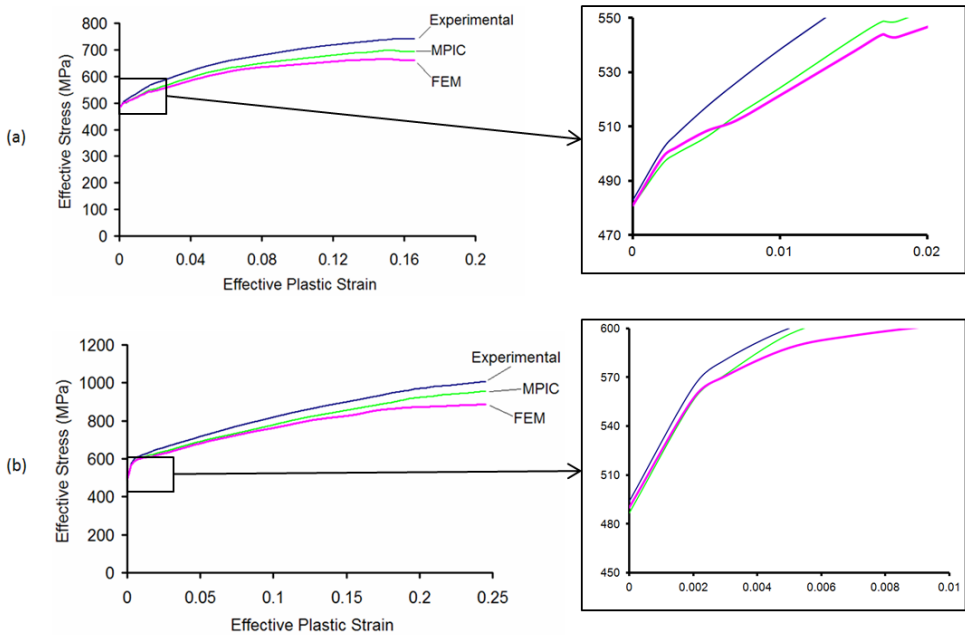 (a)
Effective Stress (MPa)
800
700
600
500
400
300
200
100
0
0 0.04 0.08 0.12 0.16 0.2
Effective Plastic Strain
Experimental
MPIC
FEM
550
530
510
490
470
0 0.01 0.02
(b)
Effective Stress (MPa)
1200
1000
800
600
400
200
0
0 0.05 0.1 0.15 0.2 0.25
Effective Plastic Strain
Experimental
MPIC
FEM
600
570
540
510
480
450
0 0.002 0.004 0.006 0.008 0.01